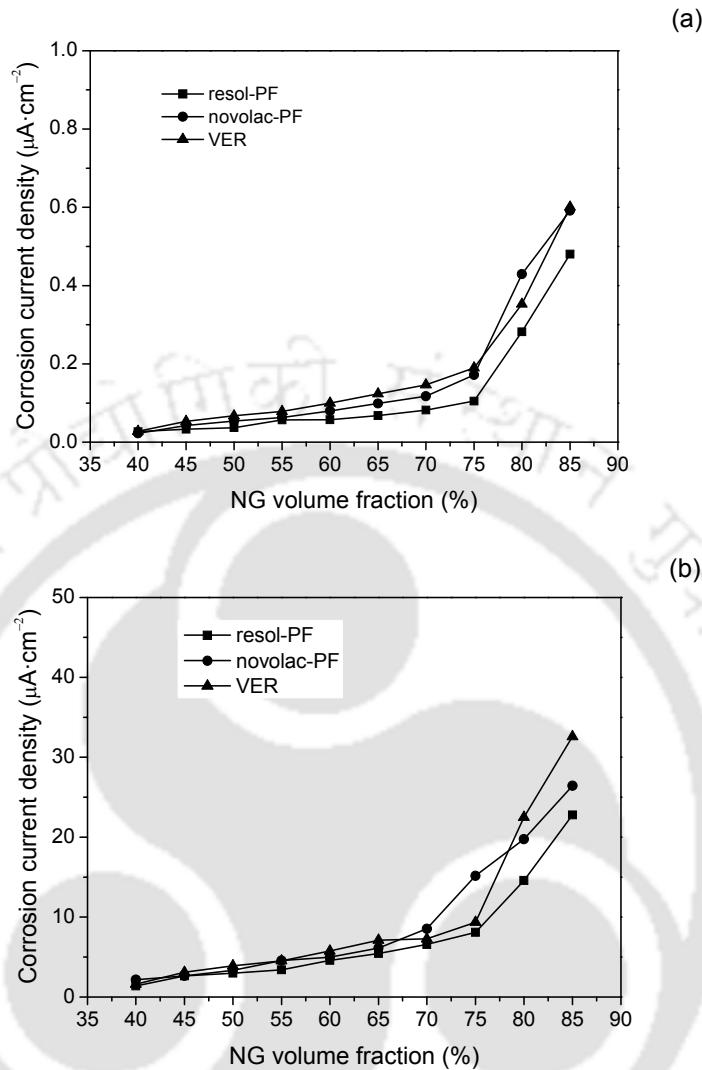 (a)
1.0
0.8
0.6
0.4
0.2
0.0
Corrosion current density (μA·cm⁻²)
resol-PF
novolac-PF
VER
35 40 45 50 55 60 65 70 75 80 85 90
NG volume fraction (%)
(b)
50
40
30
20
10
0
Corrosion current density (μA·cm⁻²)
resol-PF
novolac-PF
VER
35 40 45 50 55 60 65 70 75 80 85 90
NG volume fraction (%)